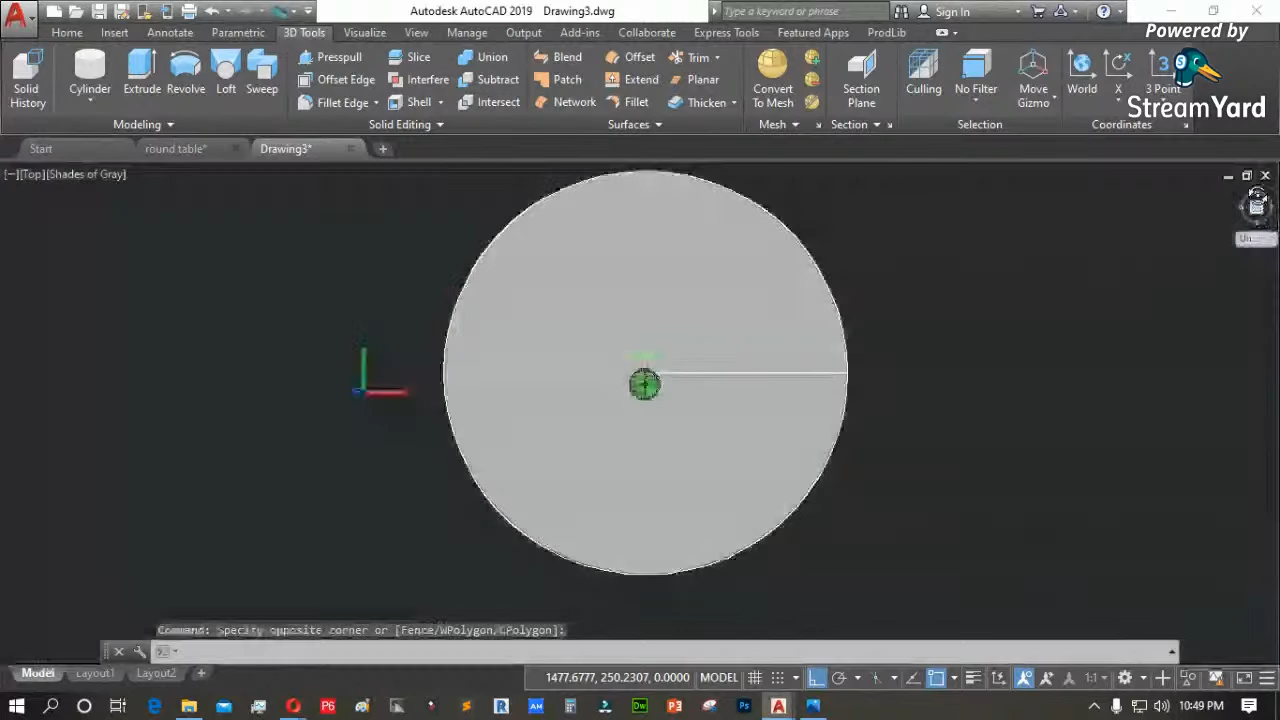 Autodesk AutoCAD 2019 Drawing3.dwg
Type a keyword or phrase
Sign In
Powered by
StreamYard
Home Insert Annotate Parametric 3D Tools Visualize View Manage Output Add-ins Collaborate Express Tools Featured Apps ProdLib
Solid History
Cylinder
Extrude
Revolve
Loft
Sweep
Presspull
Offset Edge
Fillet Edge
Slice
Interfere
Shell
Union
Subtract
Intersect
Blend
Patch
Network
Offset
Extend
Fillet
Trim
Planar
Thicken
Convert To Mesh
Section Plane
Culling
No Filter
Move Gizmo
World
X
3 Point
Modeling
Solid Editing
Surfaces
Mesh
Section
Selection
Coordinates
Start
round table*
Drawing3*
[−][Top][Shades of Gray]
Command: Specify opposite corner or [Fence/WPolygon/CPolygon]:
Model Layout1 Layout2
1477.6777, 250.2307, 0.0000 MODEL
1:1
10:49 PM